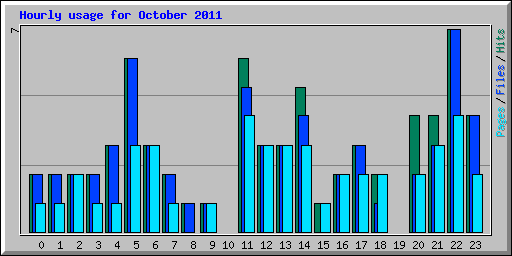 Hourly usage for October 2011
7
Pages / Files / Hits
0 1 2 3 4 5 6 7 8 9 10 11 12 13 14 15 16 17 18 19 20 21 22 23